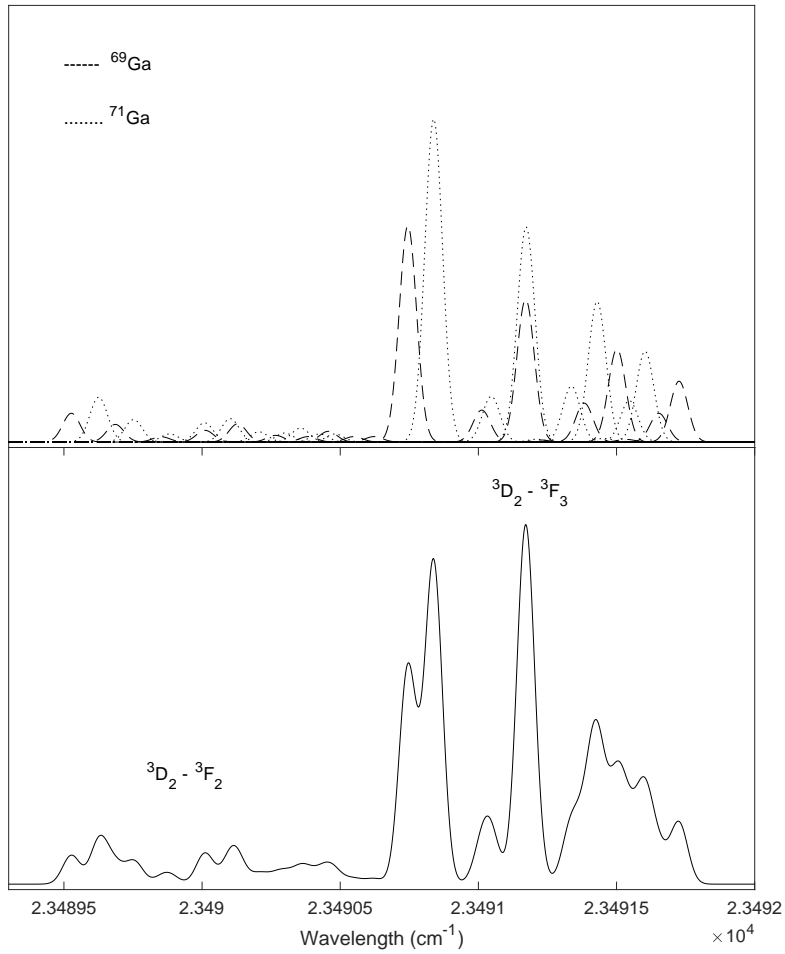 ------ ⁶⁹Ga
........ ⁷¹Ga
³D₂ - ³F₃
³D₂ - ³F₂
2.34895 2.349 2.34905 2.3491 2.34915 2.3492
Wavelength (cm⁻¹) ×10⁴